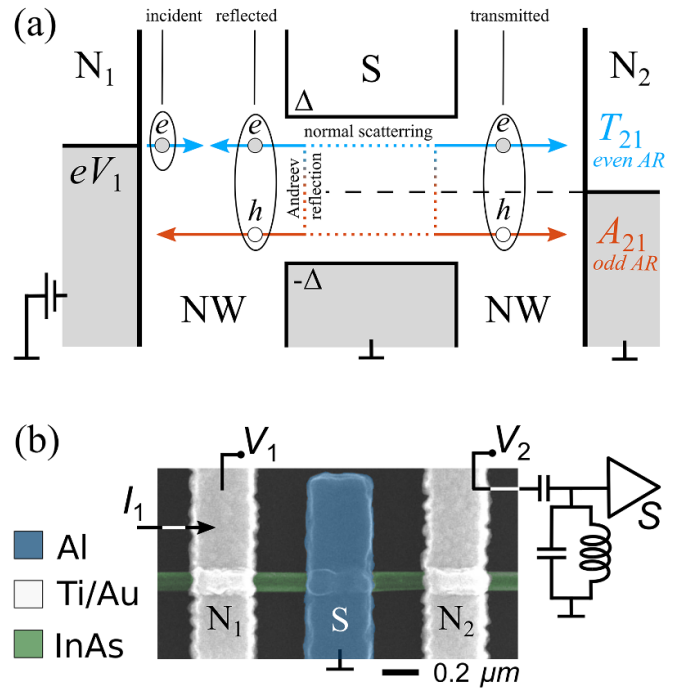 (a)
incident reflected transmitted
N1 S N2
Δ
e e e
normal scatterring
T21
even AR
eV1
Andreev
reflection
h h
A21
odd AR
-Δ
NW NW
(b)
V1 V2
I1
S
Al
Ti/Au
InAs
N1 S N2
0.2 μm